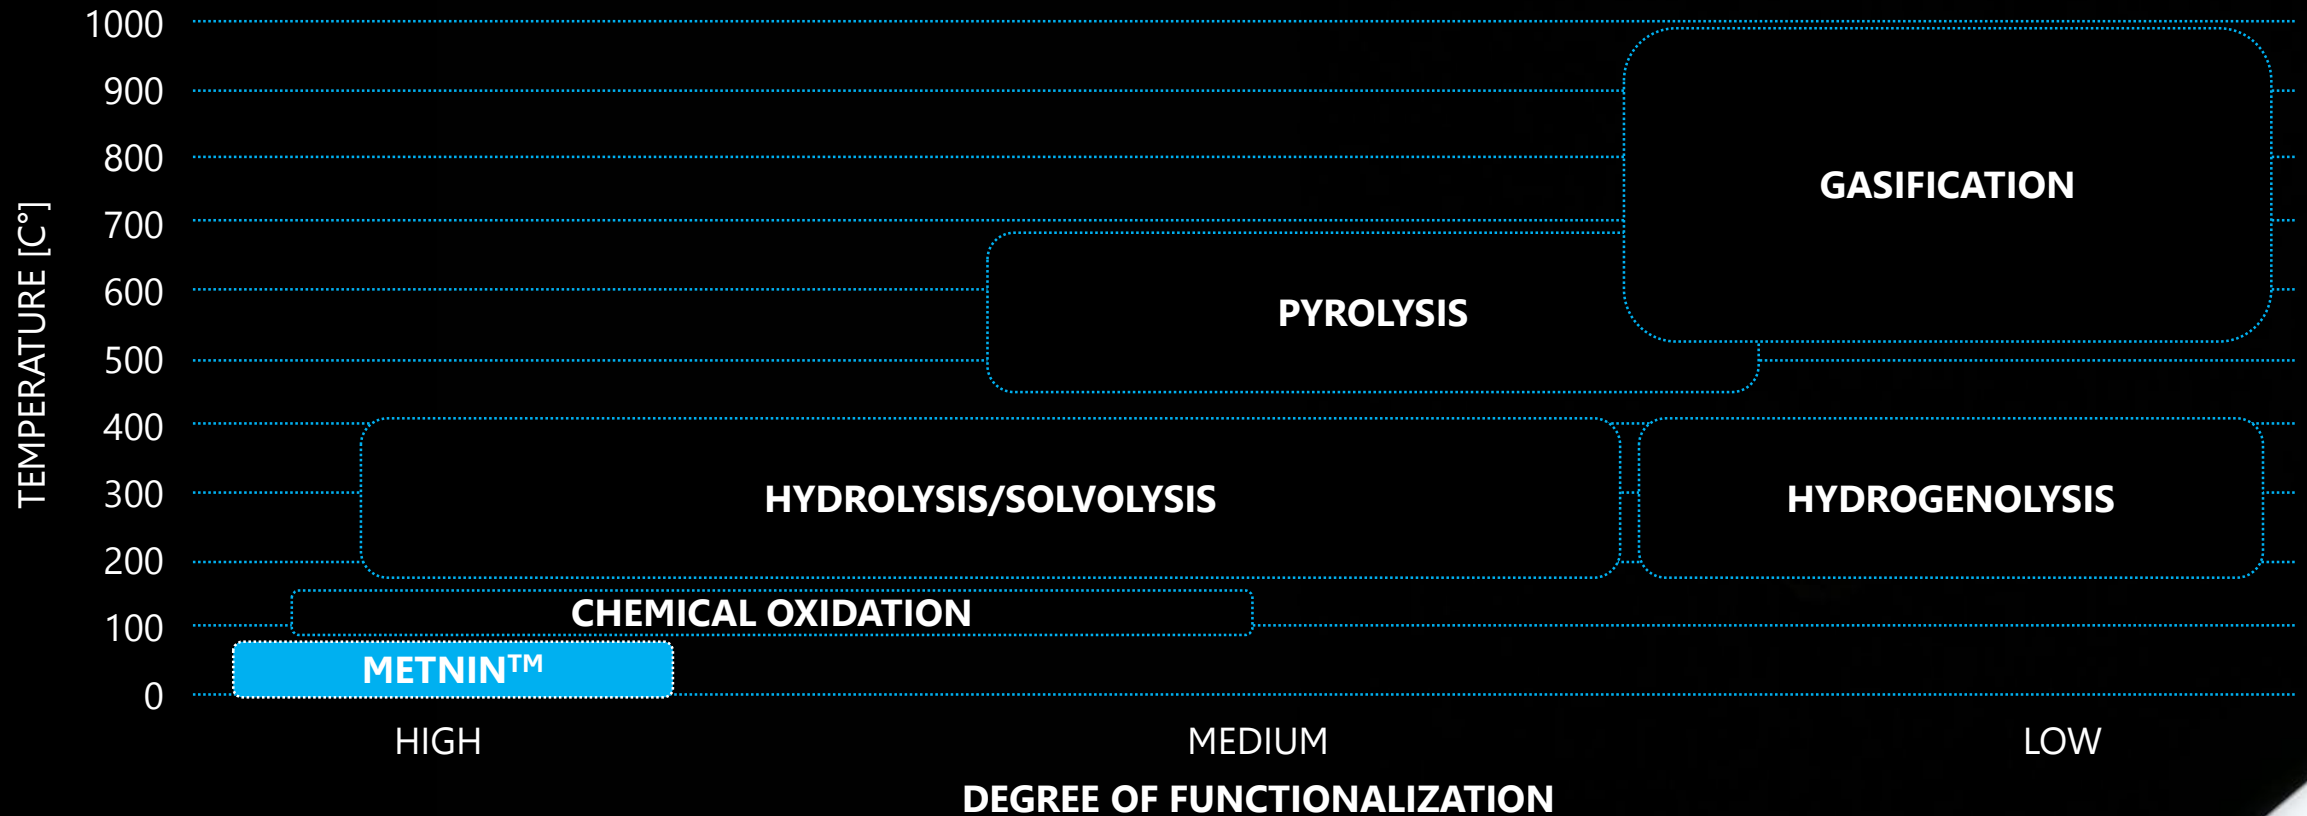 1000
900
800
700
600
500
400
300
200
100
0
TEMPERATURE [C°]
GASIFICATION
PYROLYSIS
HYDROLYSIS/SOLVOLYSIS
HYDROGENOLYSIS
CHEMICAL OXIDATION
METNIN™
HIGH
MEDIUM
LOW
DEGREE OF FUNCTIONALIZATION